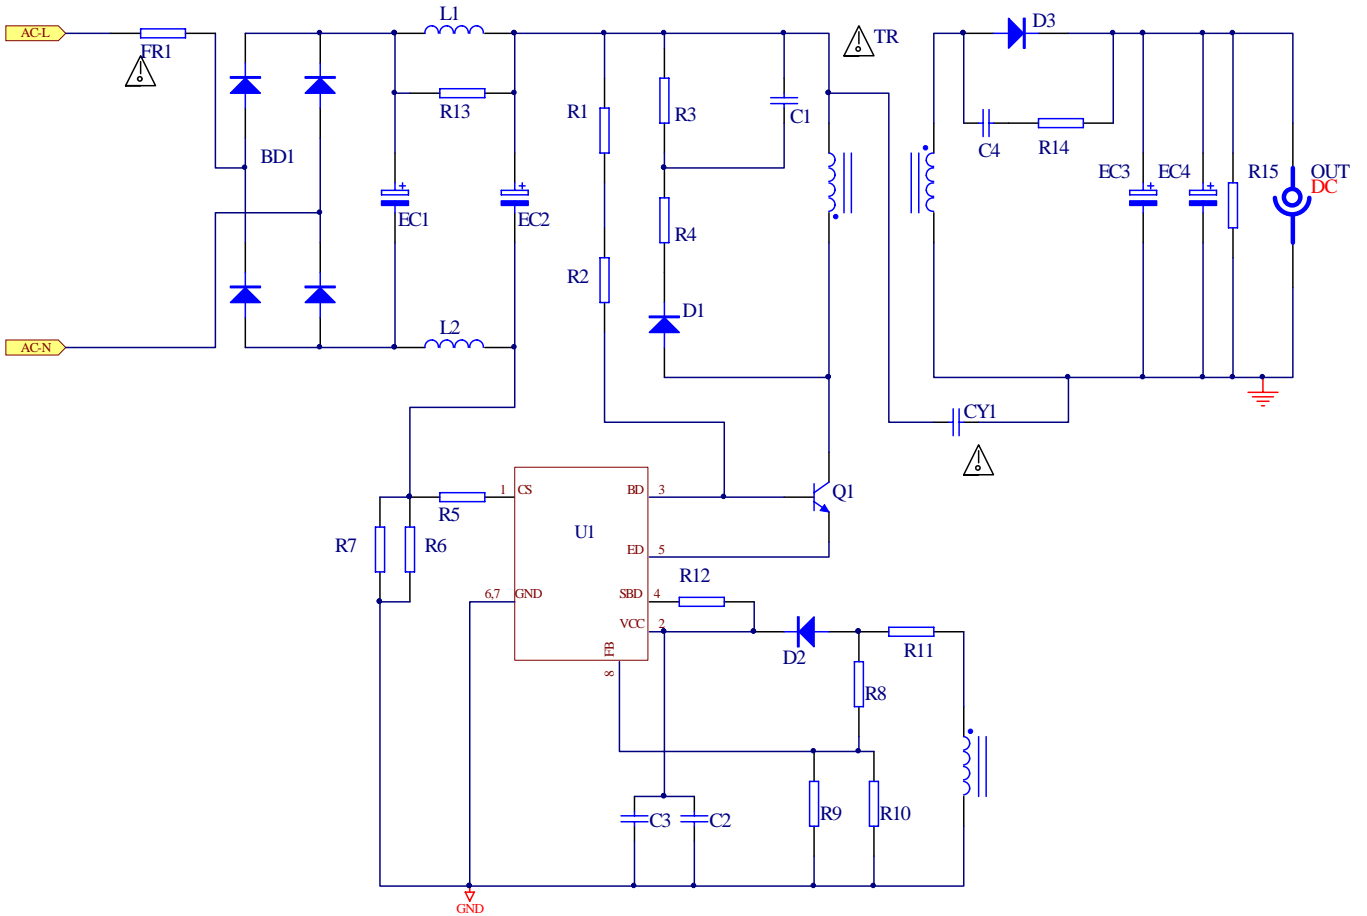 L1
D3
AC-L
TR
FR1
R13
R1
R3
C1
C4
R14
BD1
EC3
EC4
R15
OUT
DC
EC1
EC2
R4
R2
D1
L2
AC-N
CY1
1
CS
BD
3
Q1
R5
U1
R7
R6
ED
5
R12
6,7
GND
SBD
4
VCC
2
FB
8
D2
R11
R8
C3
C2
R9
R10
GND